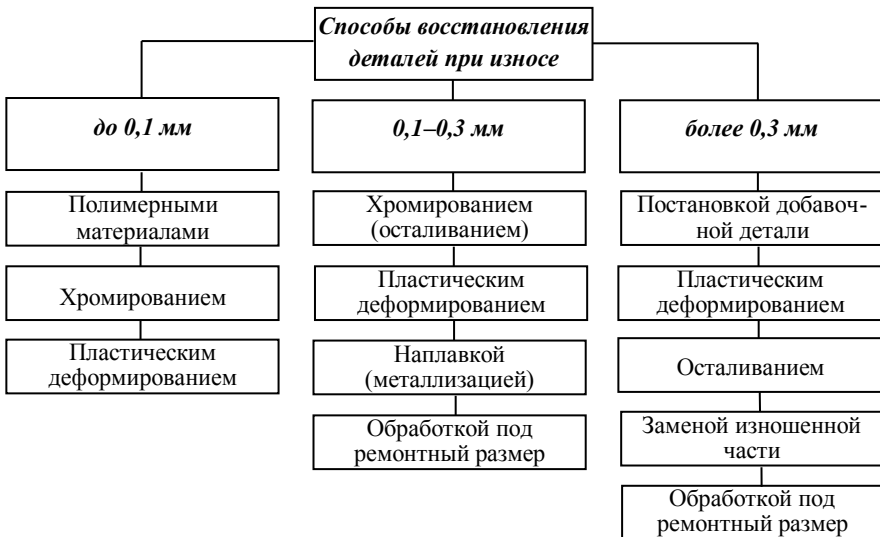 Способы восстановления
деталей при износе
до 0,1 мм
Полимерными
материалами
Хромированием
Пластическим
деформированием
0,1–0,3 мм
Хромированием
(осталиванием)
Пластическим
деформированием
Наплавкой
(металлизацией)
Обработкой под
ремонтный размер
более 0,3 мм
Постановкой добавоч-
ной детали
Пластическим
деформированием
Осталиванием
Заменой изношенной
части
Обработкой под
ремонтный размер